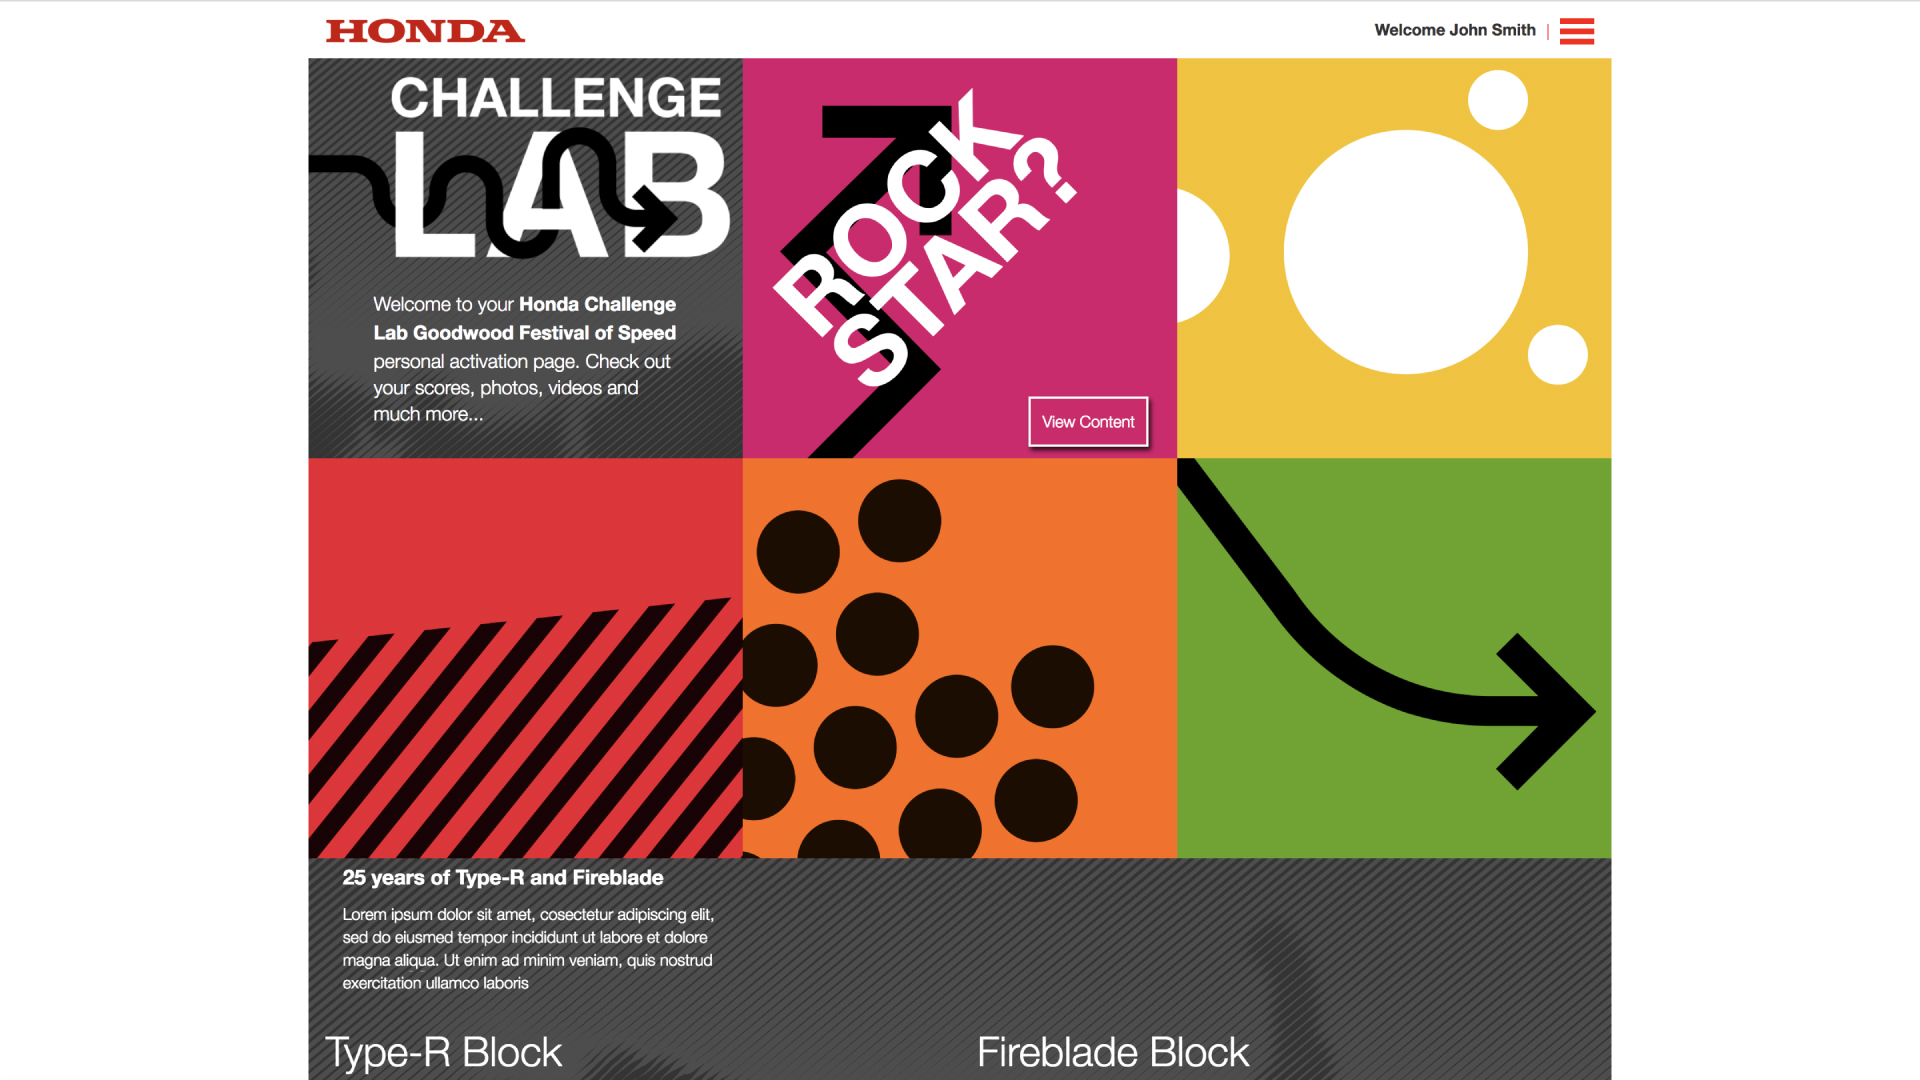 HONDA
Welcome John Smith |
CHALLENGE
LAB
Welcome to your Honda Challenge
Lab Goodwood Festival of Speed
personal activation page. Check out
your scores, photos, videos and
much more...
ROCK
STAR?
View Content
25 years of Type-R and Fireblade
Lorem ipsum dolor sit amet, cosectetur adipiscing elit,
sed do eiusmed tempor incididunt ut labore et dolore
magna aliqua. Ut enim ad minim veniam, quis nostrud
exercitation ullamco laboris
Type-R Block
Fireblade Block